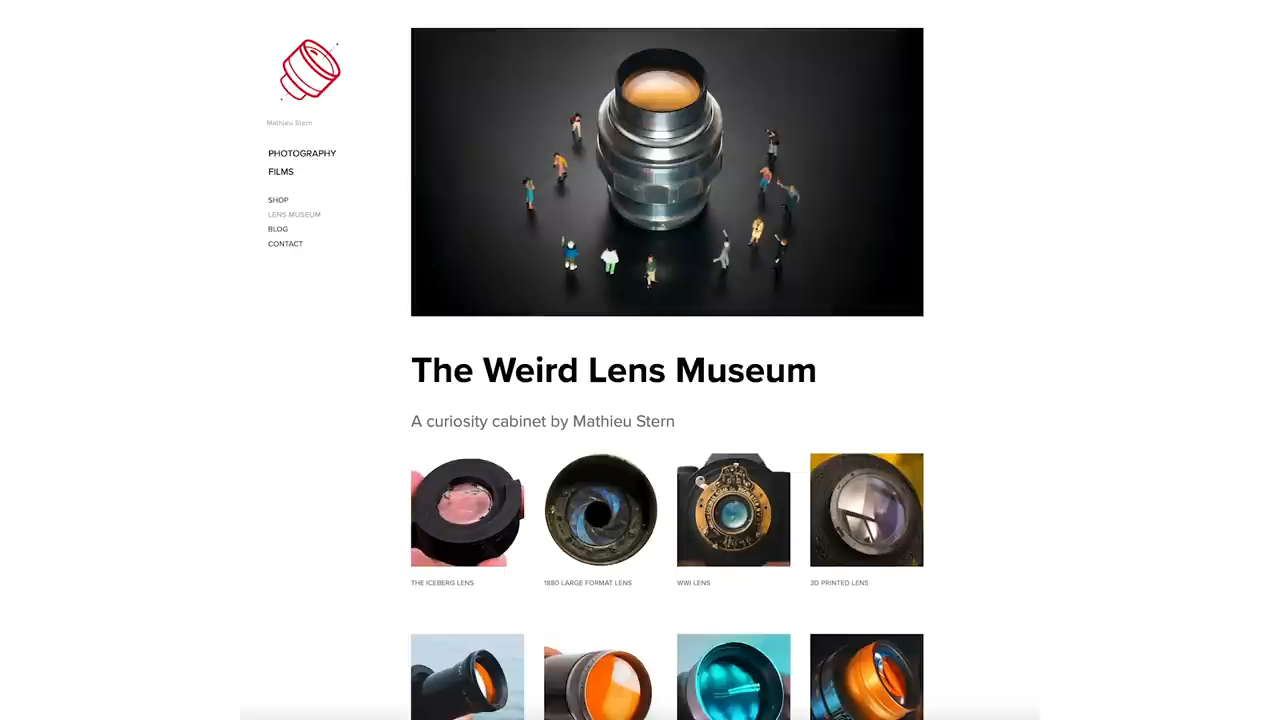 Mathieu Stern
PHOTOGRAPHY
FILMS
SHOP
LENS MUSEUM
BLOG
CONTACT
The Weird Lens Museum
A curiosity cabinet by Mathieu Stern
THE ICEBERG LENS
1880 LARGE FORMAT LENS
WWI LENS
3D PRINTED LENS